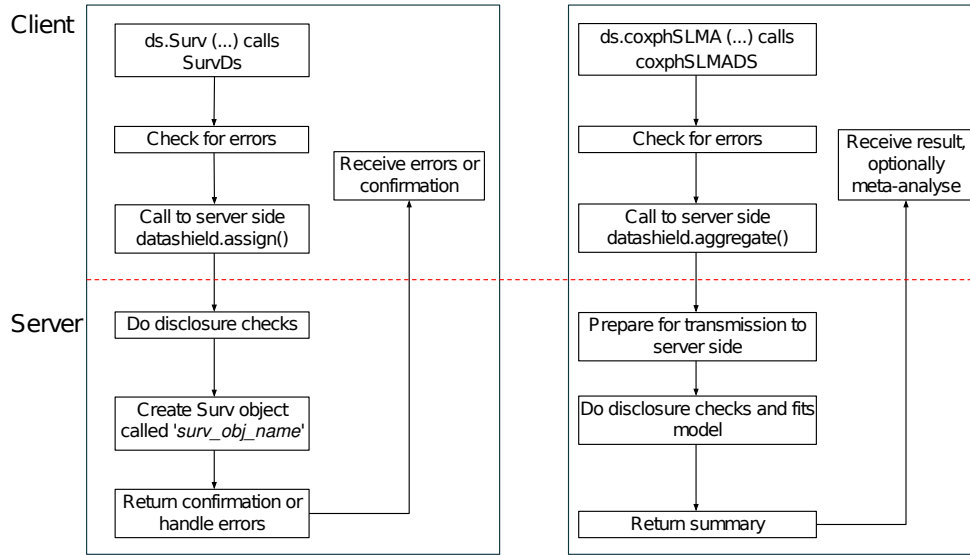 Client
ds.Surv (...) calls
SurvDs
Check for errors
Call to server side
datashield.assign()
Receive errors or
confirmation
Server
Do disclosure checks
Create Surv object
called 'surv_obj_name'
Return confirmation or
handle errors
ds.coxphSLMA (...) calls
coxphSLMADS
Check for errors
Call to server side
datashield.aggregate()
Receive result,
optionally
meta-analyse
Prepare for transmission to
server side
Do disclosure checks and fits
model
Return summary